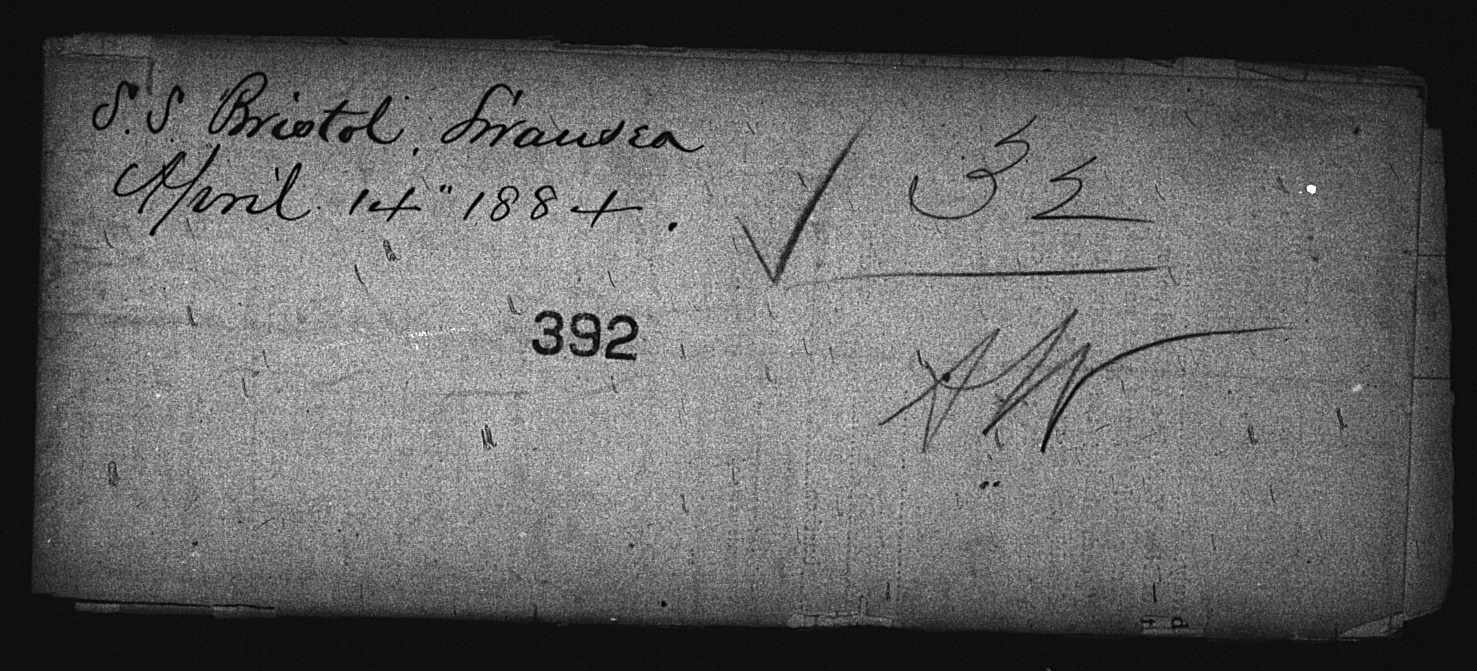 S.S. Bristol, Swansea
April 14" 1884.
32
392